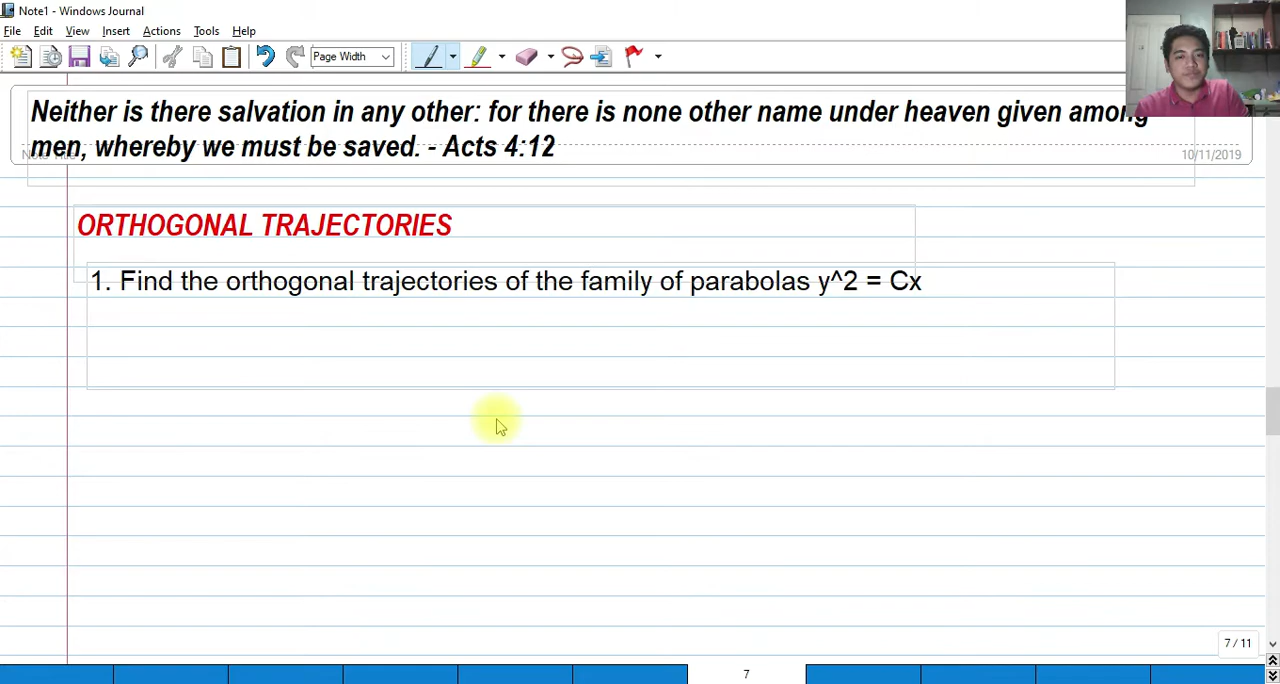 Note1 - Windows Journal
File Edit View Insert Actions Tools Help
Page Width
Neither is there salvation in any other: for there is none other name under heaven given among
men, whereby we must be saved. - Acts 4:12
Note Title
10/11/2019
ORTHOGONAL TRAJECTORIES
1. Find the orthogonal trajectories of the family of parabolas y^2 = Cx
7 / 11
7